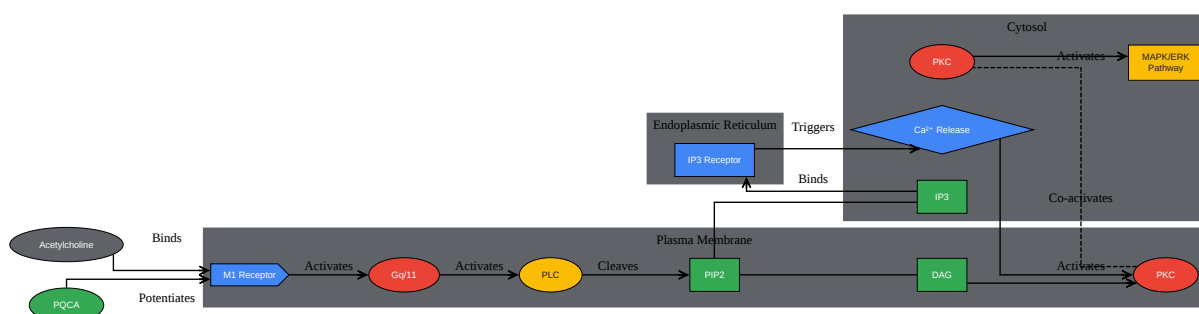 Cytosol
PKC
Activates
MAPK/ERK
Pathway
Endoplasmic Reticulum
Triggers
Ca²⁺ Release
IP3 Receptor
Binds
IP3
Co-activates
Acetylcholine
Binds
Plasma Membrane
M1 Receptor
Activates
Gq/11
Activates
PLC
Cleaves
PIP2
DAG
Activates
PKC
PQCA
Potentiates